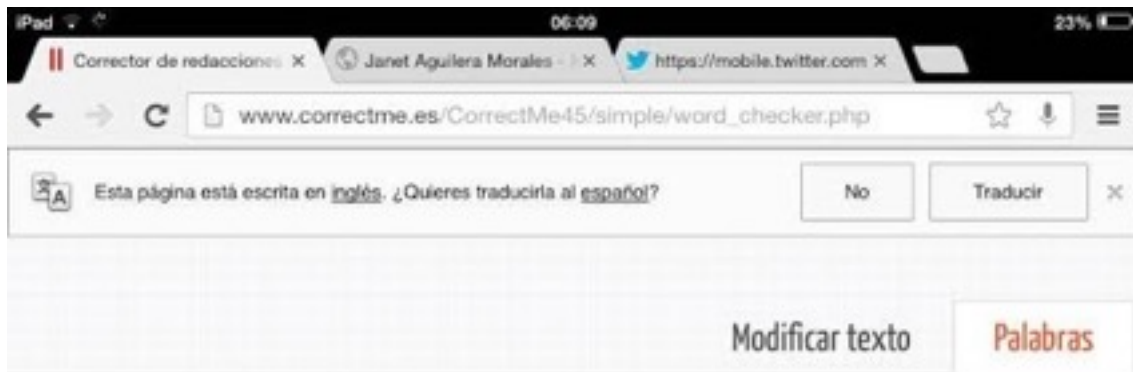 iPad 06:09 23%
Corrector de redacciones Janet Aguilera Morales - https://mobile.twitter.com
www.correctme.es/CorrectMe45/simple/word_checker.php
Esta página está escrita en inglés. ¿Quieres traducirla al español? No Traducir
Modificar texto Palabras